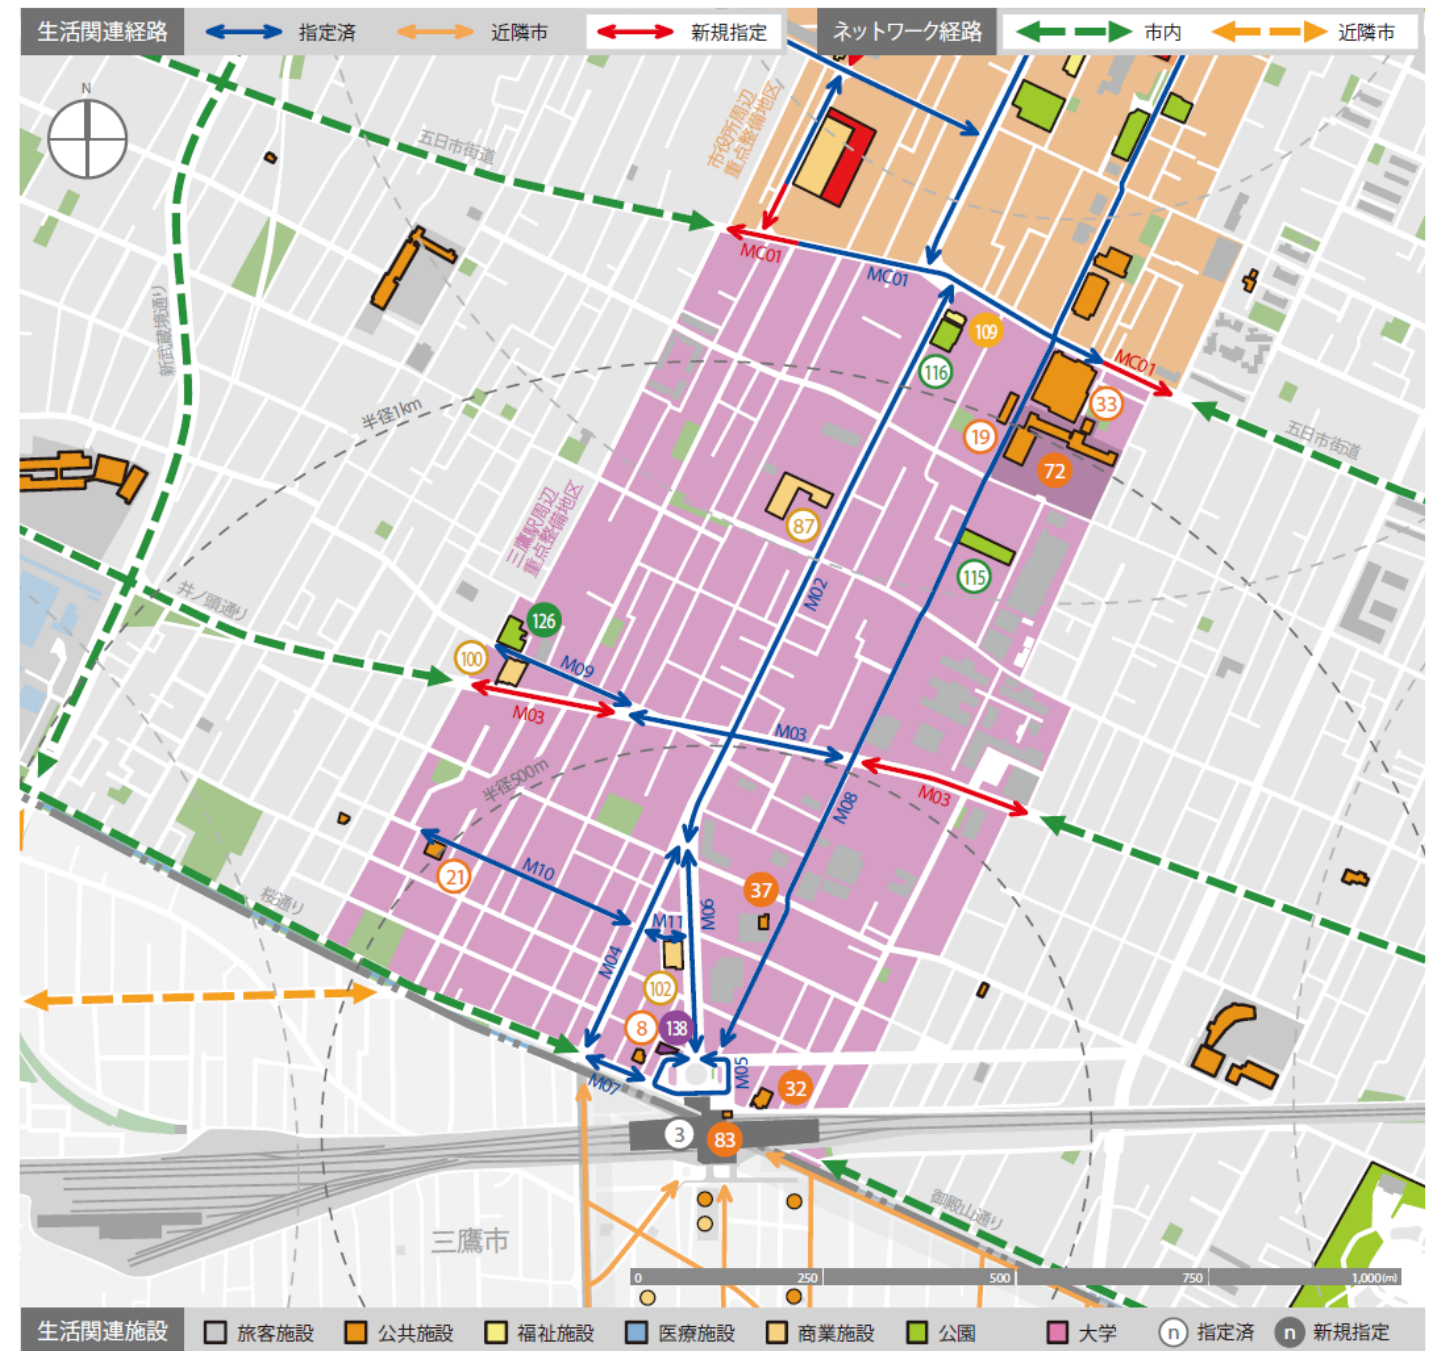 生活関連経路 指定済 近隣市 新規指定 ネットワーク経路 市内 近隣市
N
五日市街道
市役所周辺
重点整備地区
新武蔵境通り
MC01
MC01
MC01
109
116
半径1km
33
19
72
五日市街道
三鷹駅周辺
重点整備地区
87
115
M02
井ノ頭通り
126
100
M09
M03
M03
M03
半径500m
M08
M10
21
37
M11
M06
桜通り
M04
102
8
138
M07
M05
32
3
83
御殿山通り
三鷹市
0 250 500 750 1,000(m)
生活関連施設 旅客施設 公共施設 福祉施設 医療施設 商業施設 公園 大学 n 指定済 n 新規指定